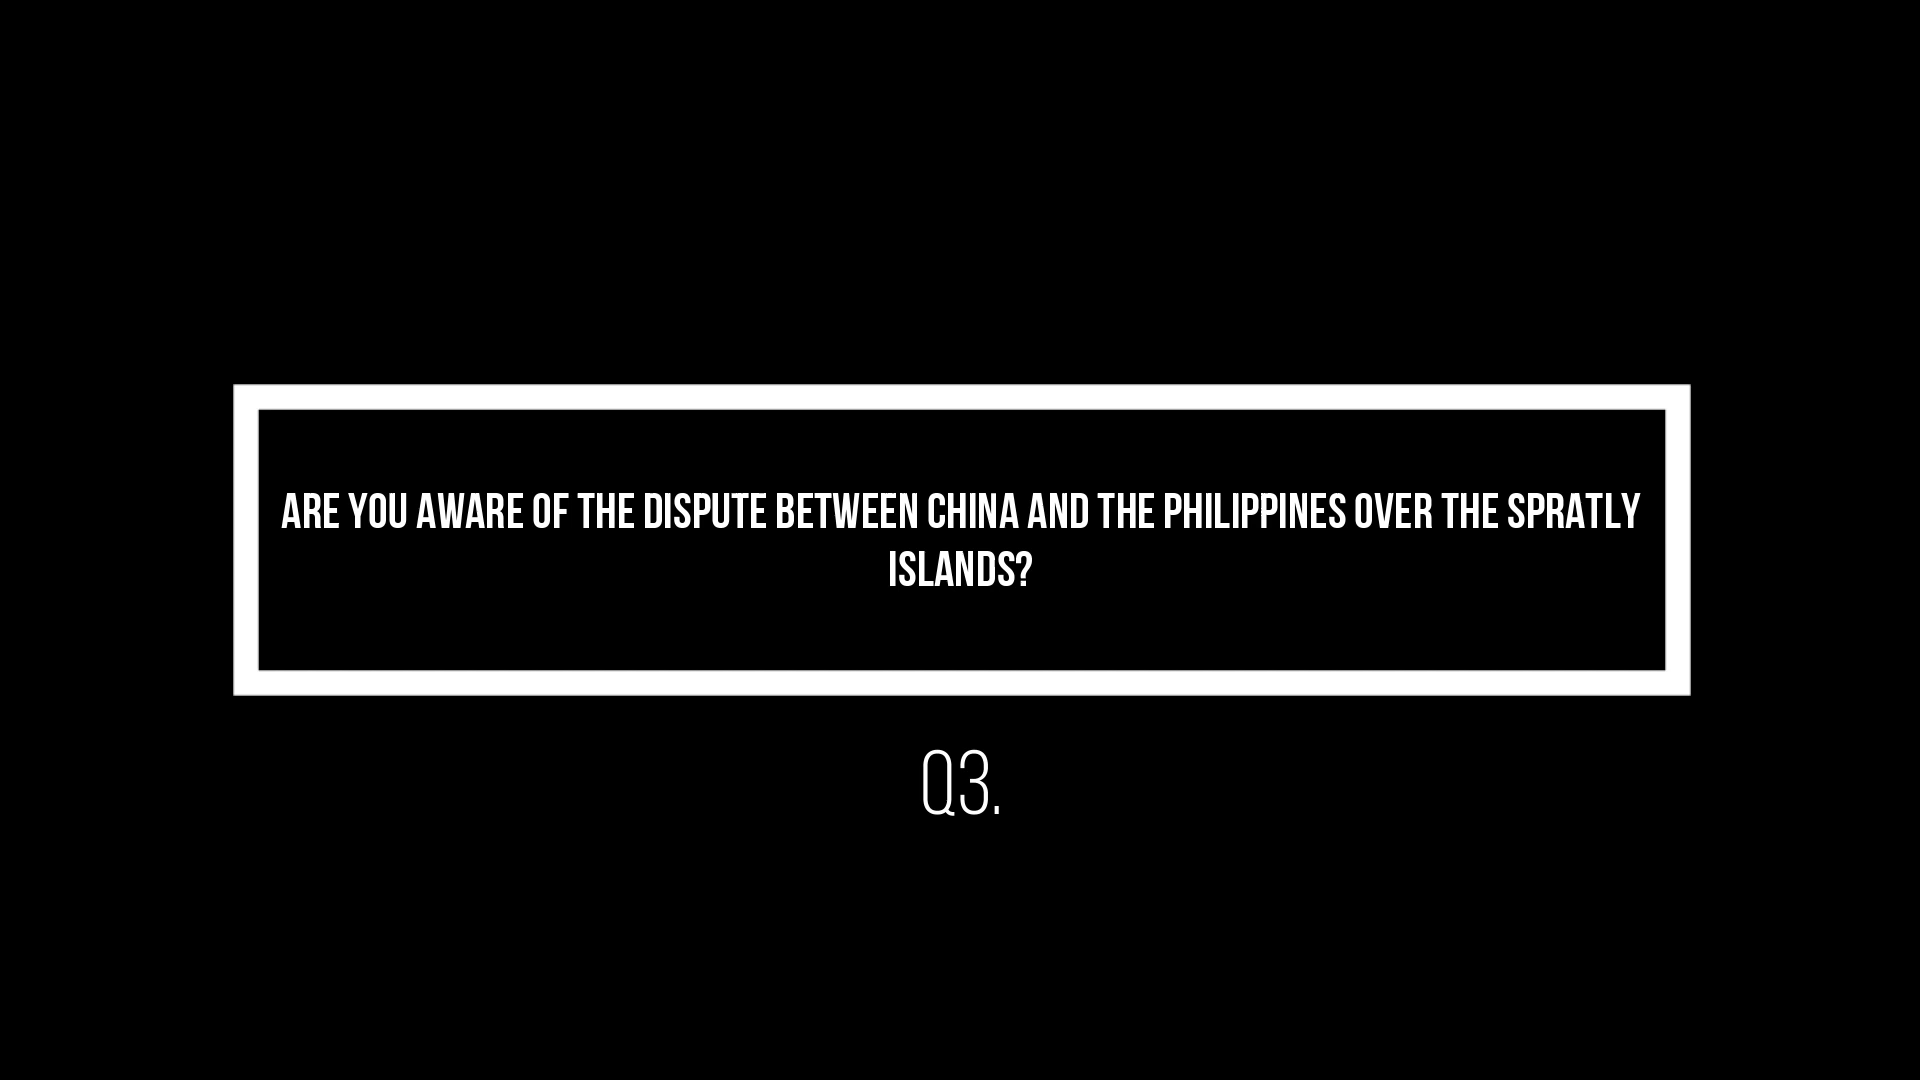 ARE YOU AWARE OF THE DISPUTE BETWEEN CHINA AND THE PHILIPPINES OVER THE SPRATLY
ISLANDS?
Q3.